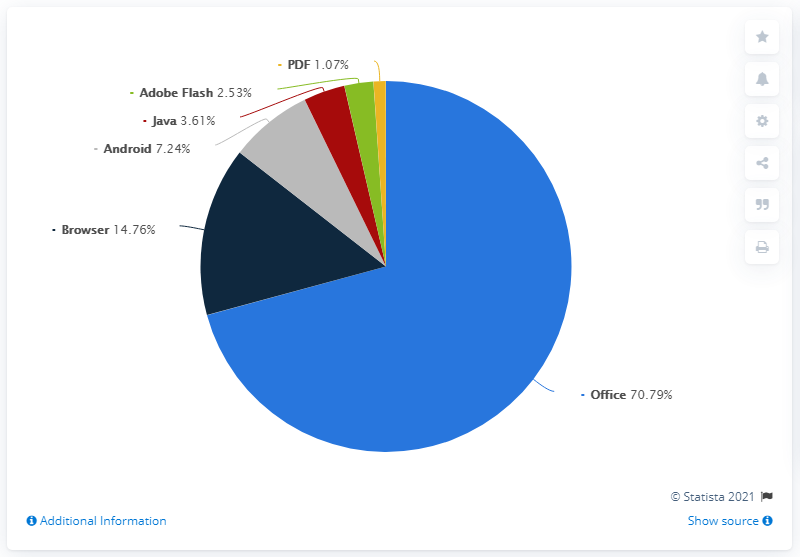 PDF 1.07%
Adobe Flash 2.53%
Java 3.61%
Android 7.24%
Browser 14.76%
Office 70.79%
© Statista 2021
Additional Information
Show source